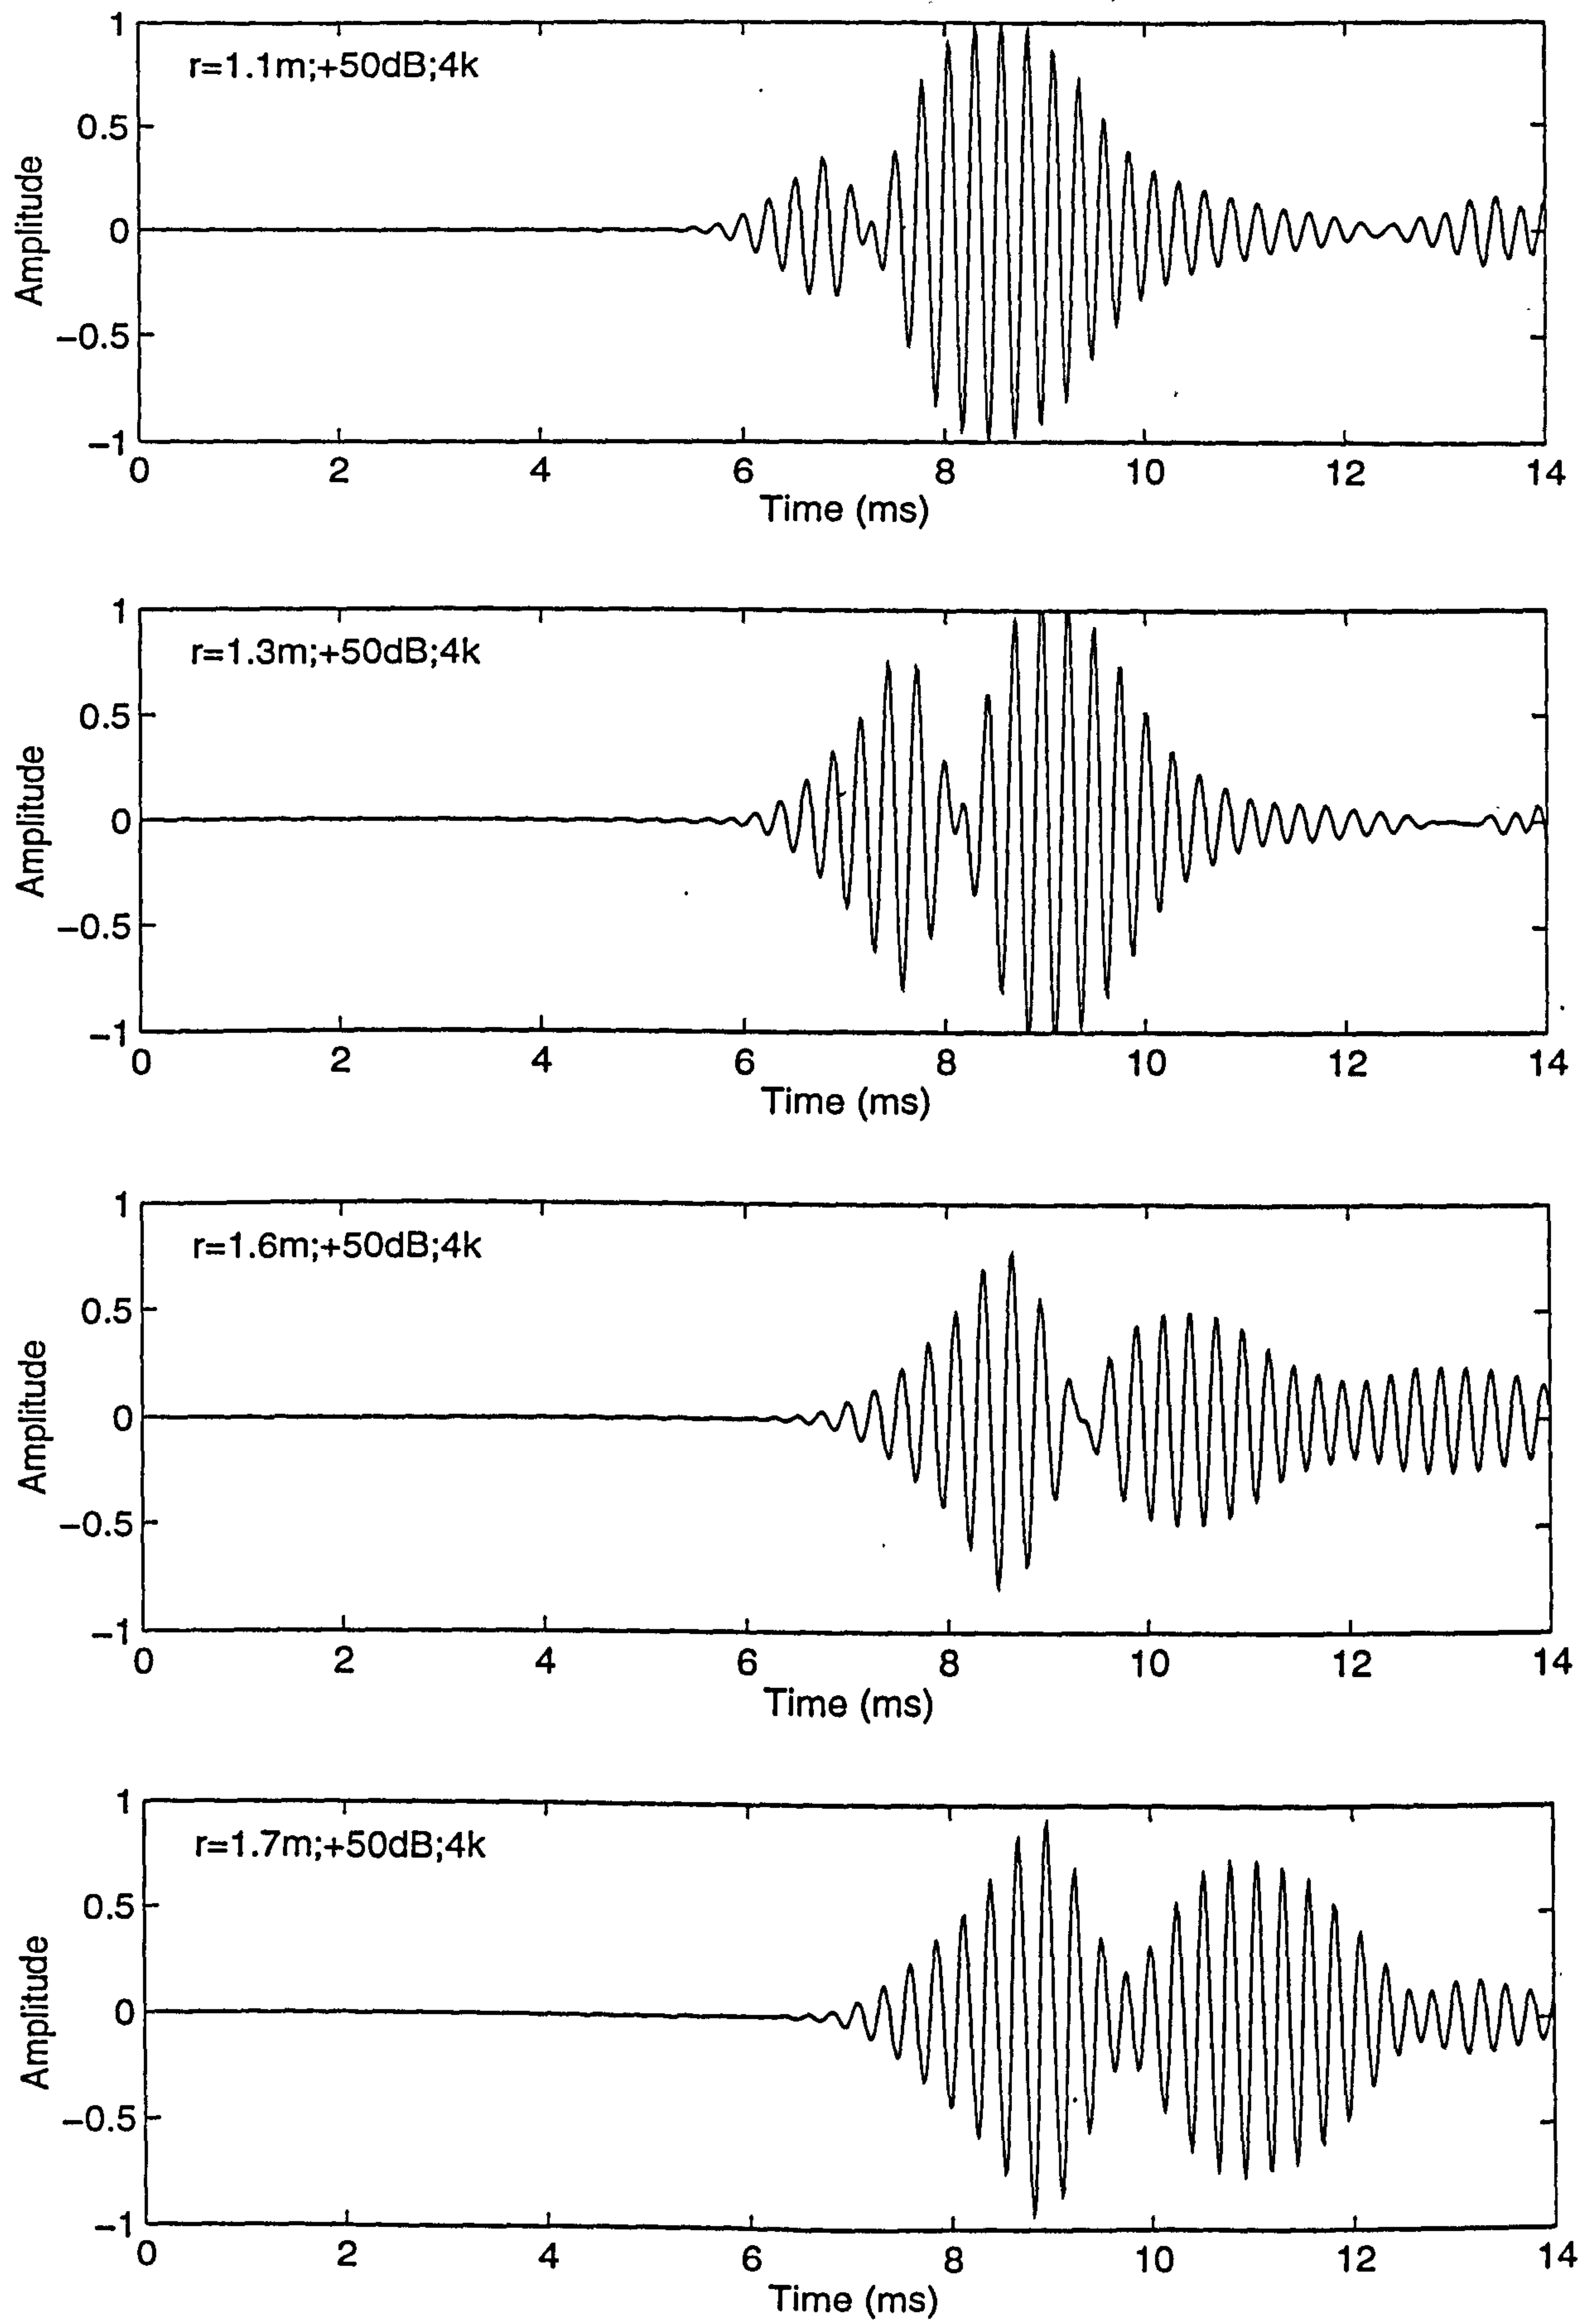 1
r=1.1m;+50dB;4k
0.5
Amplitude
0
−0.5
−1
0 2 4 6 8 10 12 14
Time (ms)
1
r=1.3m;+50dB;4k
0.5
Amplitude
0
−0.5
−1
0 2 4 6 8 10 12 14
Time (ms)
1
r=1.6m;+50dB;4k
0.5
Amplitude
0
−0.5
−1
0 2 4 6 8 10 12 14
Time (ms)
1
r=1.7m;+50dB;4k
0.5
Amplitude
0
−0.5
−1
0 2 4 6 8 10 12 14
Time (ms)